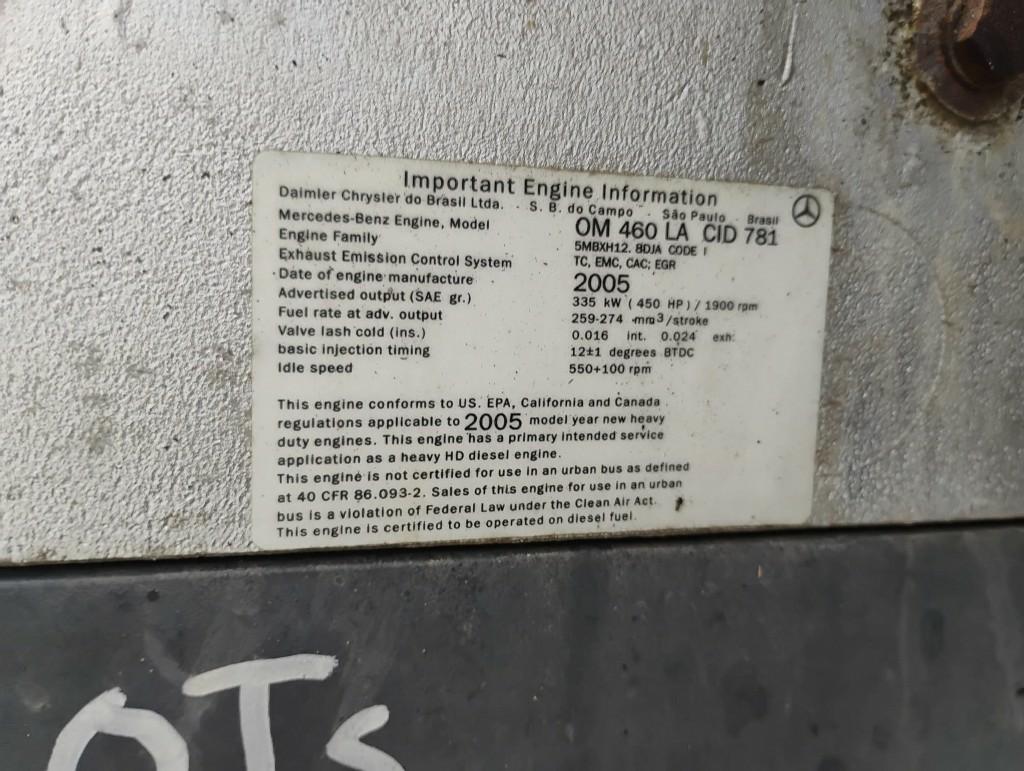 Important Engine Information
Daimler Chrysler do Brasil Ltda. - S. B. do Campo - São Paulo - Brasil
Mercedes-Benz Engine, Model OM 460 LA CID 781
Engine Family 5MBXH12. 8DJA CODE I
Exhaust Emission Control System TC, EMC, CAC; EGR
Date of engine manufacture 2005
Advertised output (SAE gr.) 335 kW ( 450 HP ) / 1900 rpm
Fuel rate at adv. output 259-274 mm3/stroke
Valve lash cold (ins.) 0.016 int. 0.024 exh:
basic injection timing 12±1 degrees BTDC
Idle speed 550+100 rpm
This engine conforms to US. EPA, California and Canada
regulations applicable to 2005 model year new heavy
duty engines. This engine has a primary intended service
application as a heavy HD diesel engine.
This engine is not certified for use in an urban bus as defined
at 40 CFR 86.093-2. Sales of this engine for use in an urban
bus is a violation of Federal Law under the Clean Air Act.
This engine is certified to be operated on diesel fuel.